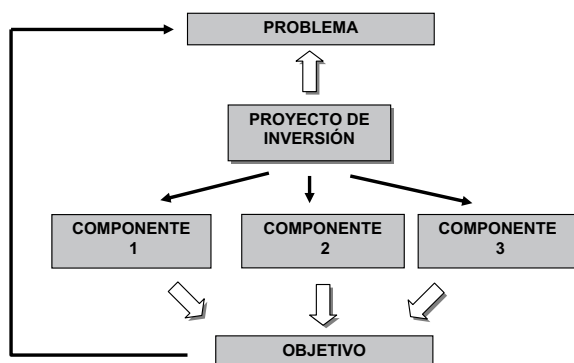 PROBLEMA
PROYECTO DE
INVERSIÓN
COMPONENTE
1
COMPONENTE
2
COMPONENTE
3
OBJETIVO